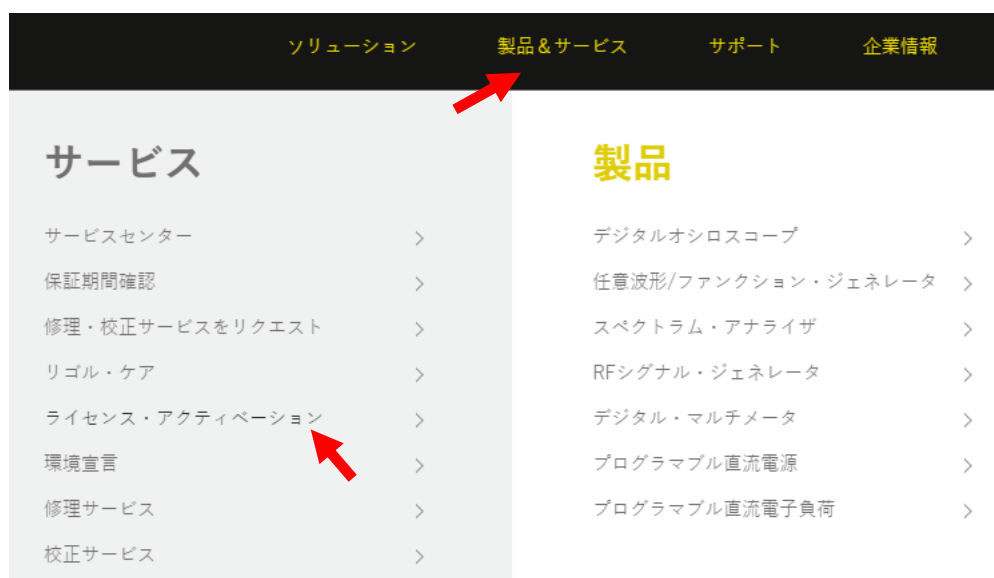 ソリューション 製品＆サービス サポート 企業情報
サービス
サービスセンター
保証期間確認
修理・校正サービスをリクエスト
リゴル・ケア
ライセンス・アクティベーション
環境宣言
修理サービス
校正サービス
製品
デジタルオシロスコープ
任意波形/ファンクション・ジェネレータ
スペクトラム・アナライザ
RFシグナル・ジェネレータ
デジタル・マルチメータ
プログラマブル直流電源
プログラマブル直流電子負荷